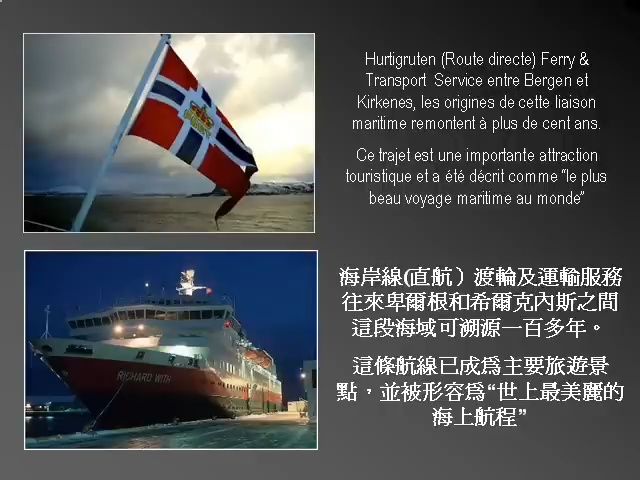 Hurtigruten (Route directe) Ferry &
Transport Service entre Bergen et
Kirkenes, les origines de cette liaison
maritime remontent à plus de cent ans.
Ce trajet est une importante attraction
touristique et a été décrit comme "le plus
beau voyage maritime au monde"
海岸線(直航）渡輪及運輸服務
往來卑爾根和希爾克內斯之間
這段海域可溯源一百多年。
這條航線已成爲主要旅遊景
點，並被形容爲“世上最美麗的
海上航程”
RICHARD WITH